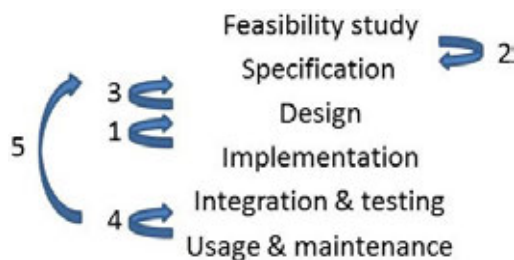 Feasibility study
2
Specification
3
Design
1
5
Implementation
Integration & testing
4
Usage & maintenance